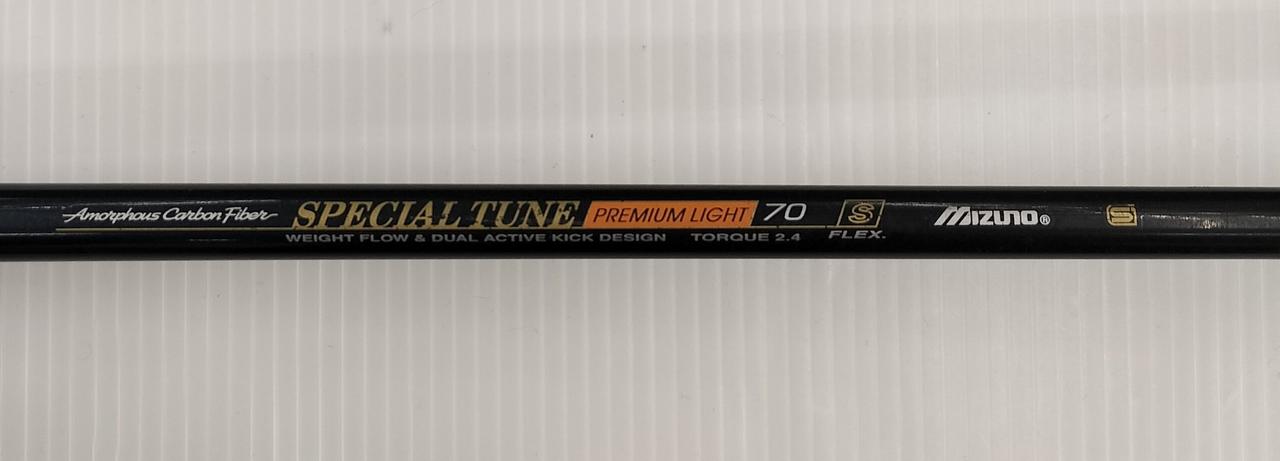 Amorphous Carbon Fiber SPECIAL TUNE PREMIUM LIGHT 70 S MIZUNO® S
WEIGHT FLOW & DUAL ACTIVE KICK DESIGN TORQUE 2.4 FLEX.